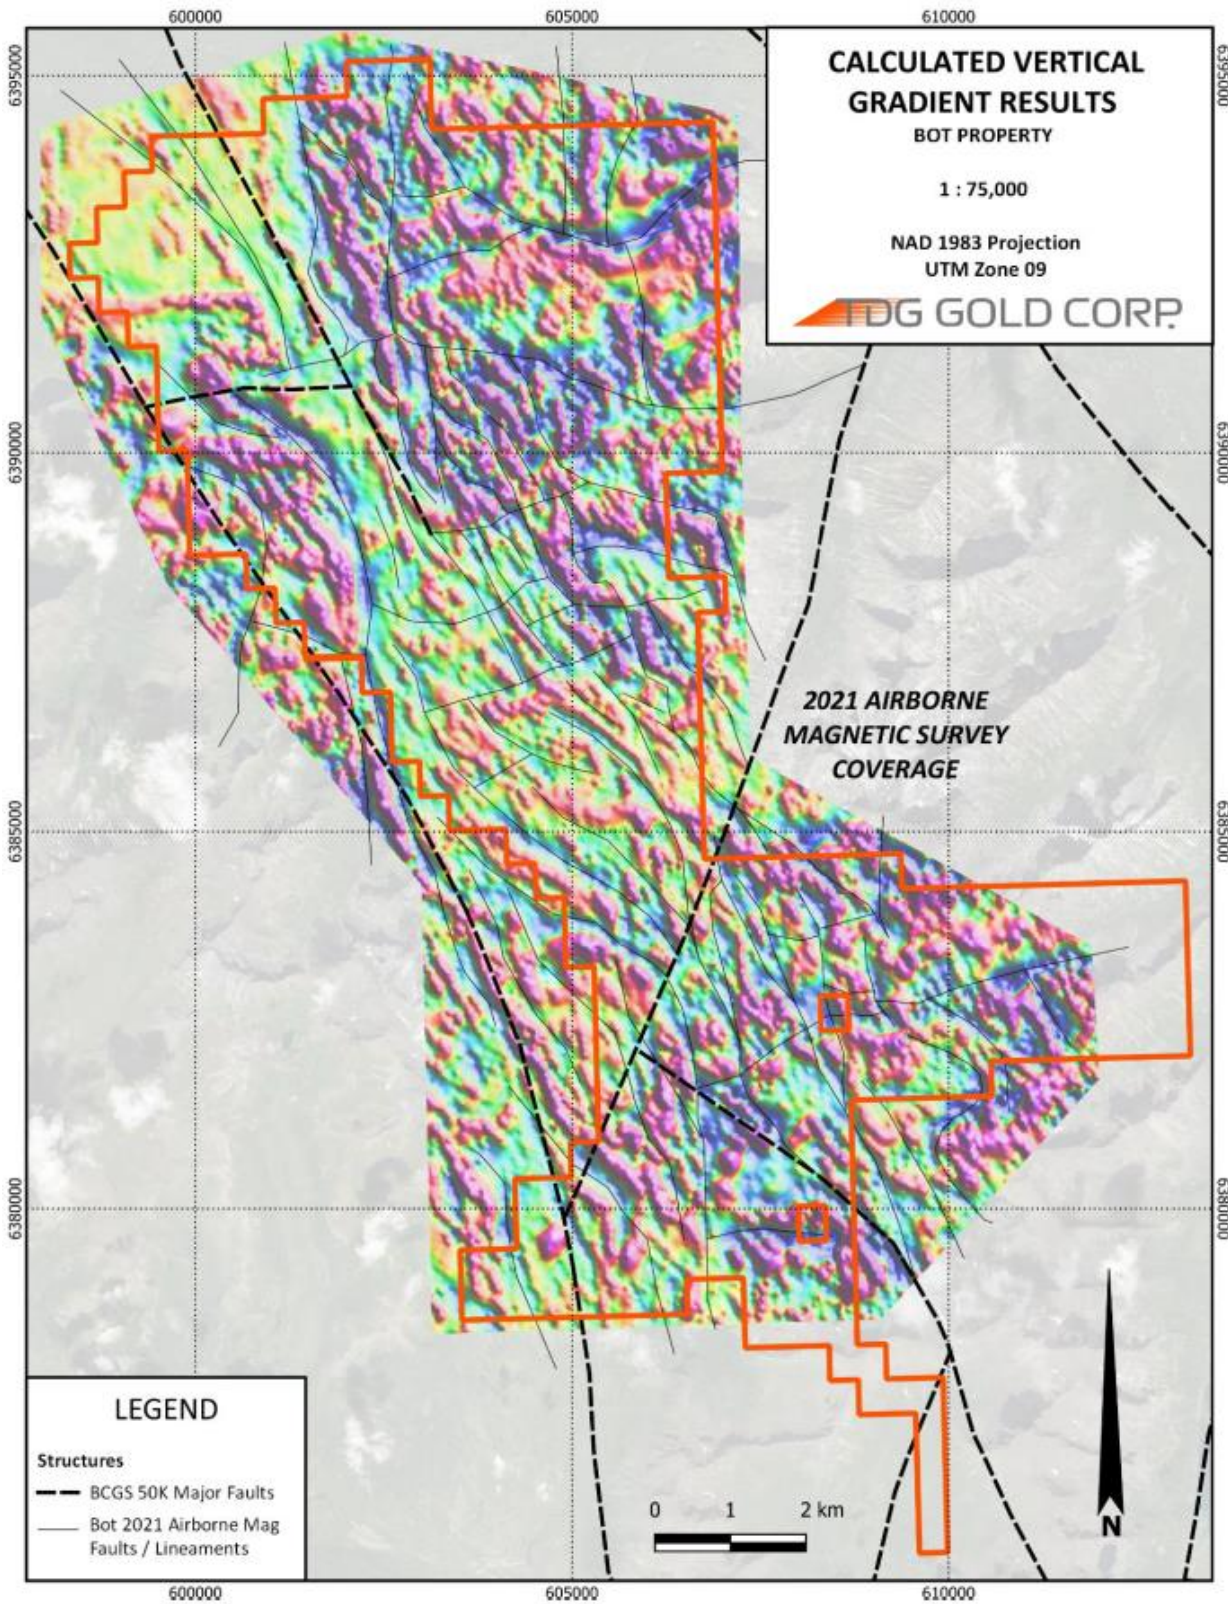 600000
605000
610000
CALCULATED VERTICAL
GRADIENT RESULTS
BOT PROPERTY
1 : 75,000
NAD 1983 Projection
UTM Zone 09
TDG GOLD CORP.
6395000
6395000
6390000
6390000
2021 AIRBORNE
MAGNETIC SURVEY
COVERAGE
6385000
6385000
6380000
6380000
LEGEND
Structures
BCGS 50K Major Faults
Bot 2021 Airborne Mag
Faults / Lineaments
0 1 2 km
N
600000
605000
610000